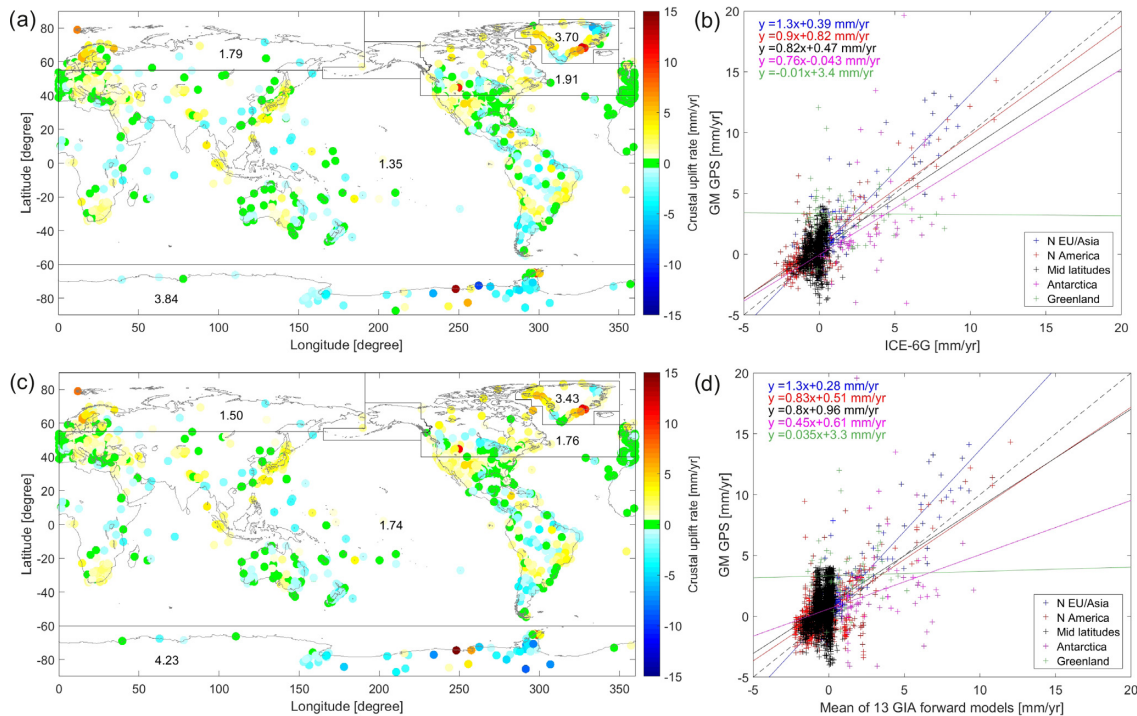 (a)
80
60
40
20
0
-20
-40
-60
-80
Latitude [degree]
0
50
100
150
200
250
300
350
Longitude [degree]
1.79
3.70
1.91
1.35
3.84
15
10
5
0
-5
-10
-15
Crustal uplift rate [mm/yr]
(b)
y =1.3x+0.39 mm/yr
y =0.9x+0.82 mm/yr
y =0.82x+0.47 mm/yr
y =0.76x-0.043 mm/yr
y =-0.01x+3.4 mm/yr
20
15
10
5
0
-5
GM GPS [mm/yr]
N EU/Asia
N America
Mid latitudes
Antarctica
Greenland
-5
0
5
10
15
20
ICE-6G [mm/yr]
(c)
80
60
40
20
0
-20
-40
-60
-80
Latitude [degree]
0
50
100
150
200
250
300
350
Longitude [degree]
1.50
3.43
1.76
1.74
4.23
15
10
5
0
-5
-10
-15
Crustal uplift rate [mm/yr]
(d)
y =1.3x+0.28 mm/yr
y =0.83x+0.51 mm/yr
y =0.8x+0.96 mm/yr
y =0.45x+0.61 mm/yr
y =0.035x+3.3 mm/yr
20
15
10
5
0
-5
GM GPS [mm/yr]
N EU/Asia
N America
Mid latitudes
Antarctica
Greenland
-5
0
5
10
15
20
Mean of 13 GIA forward models [mm/yr]